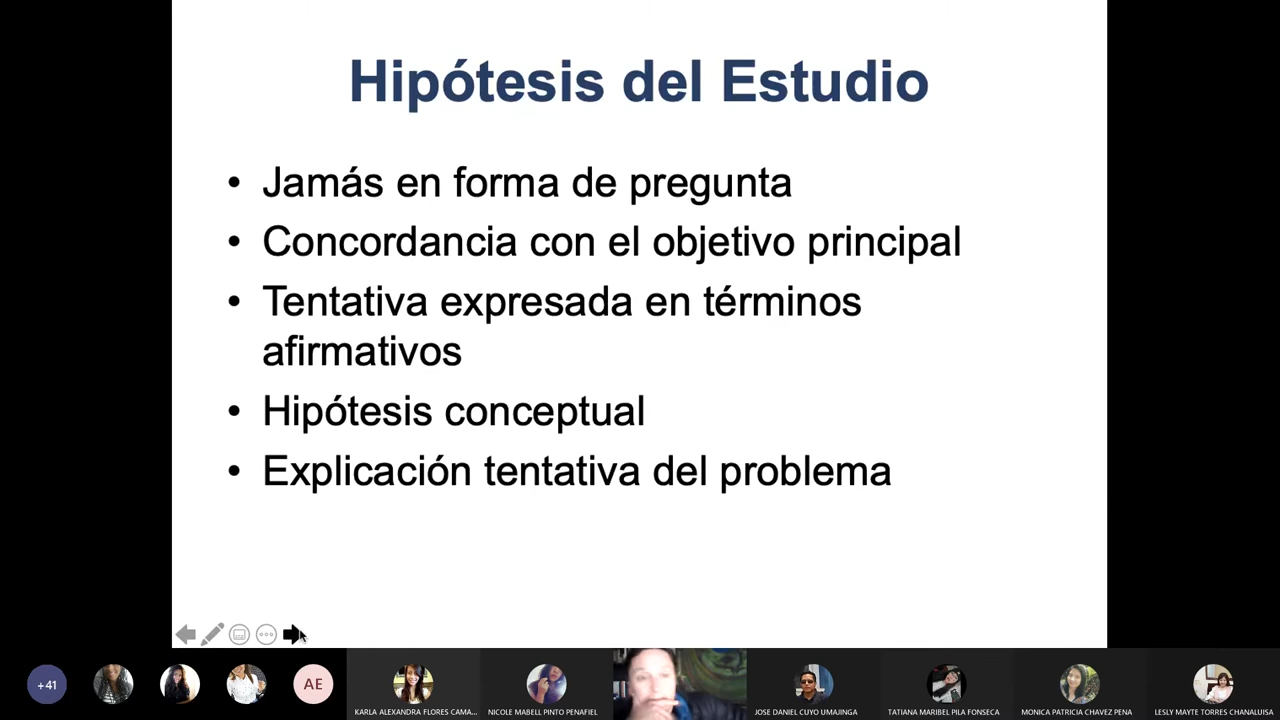 Hipótesis del Estudio
• Jamás en forma de pregunta
• Concordancia con el objetivo principal
• Tentativa expresada en términos
afirmativos
• Hipótesis conceptual
• Explicación tentativa del problema
+41
AE
KARLA ALEXANDRA FLORES CAMA...
NICOLE MABELL PINTO PENAFIEL
JOSE DANIEL CUYO UMAJINGA
TATIANA MARIBEL PILA FONSECA
MONICA PATRICIA CHAVEZ PENA
LESLY MAYTE TORRES CHANALUISA